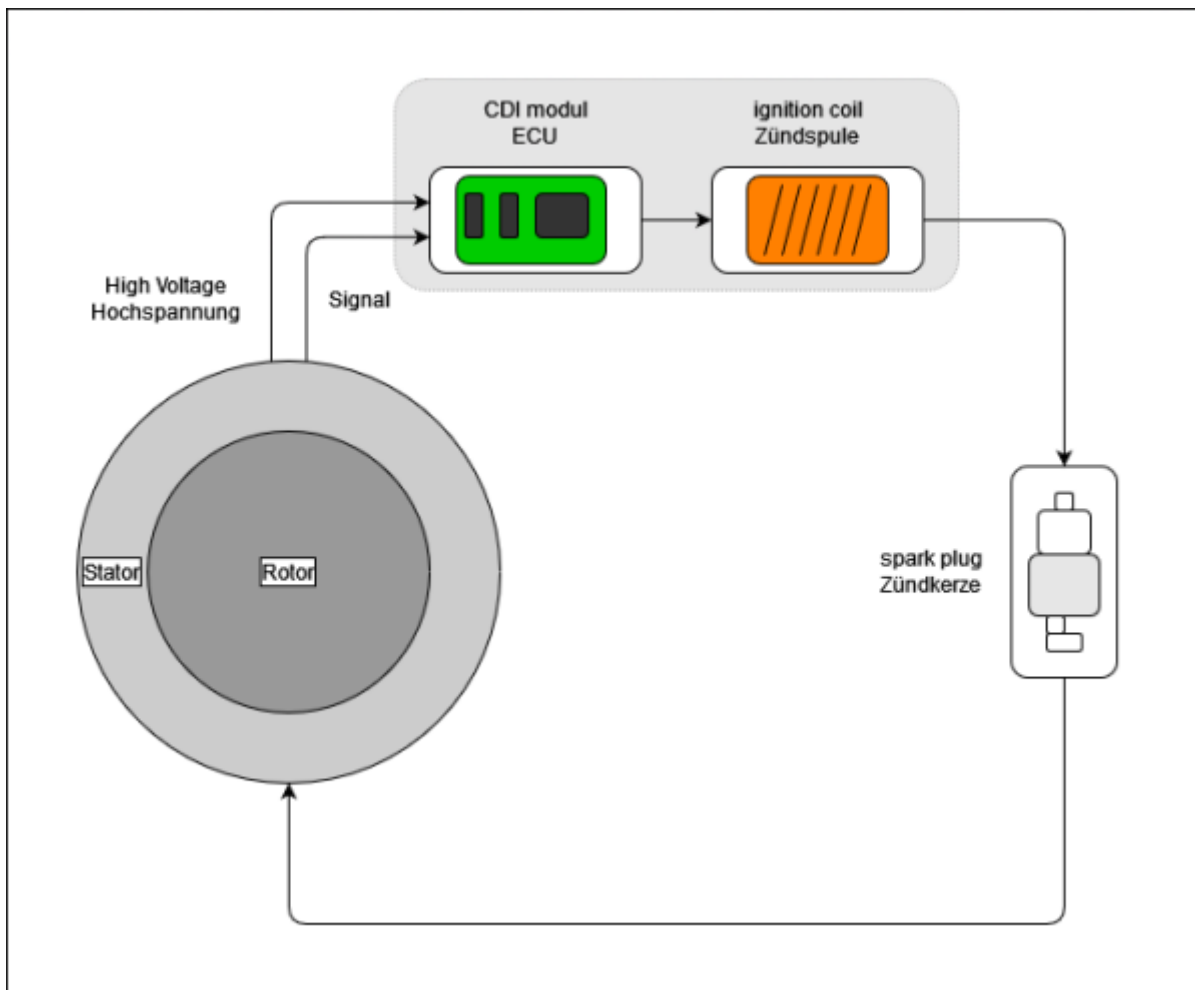 CDI modul
ECU
ignition coil
Zündspule
High Voltage
Hochspannung
Signal
Stator
Rotor
spark plug
Zündkerze